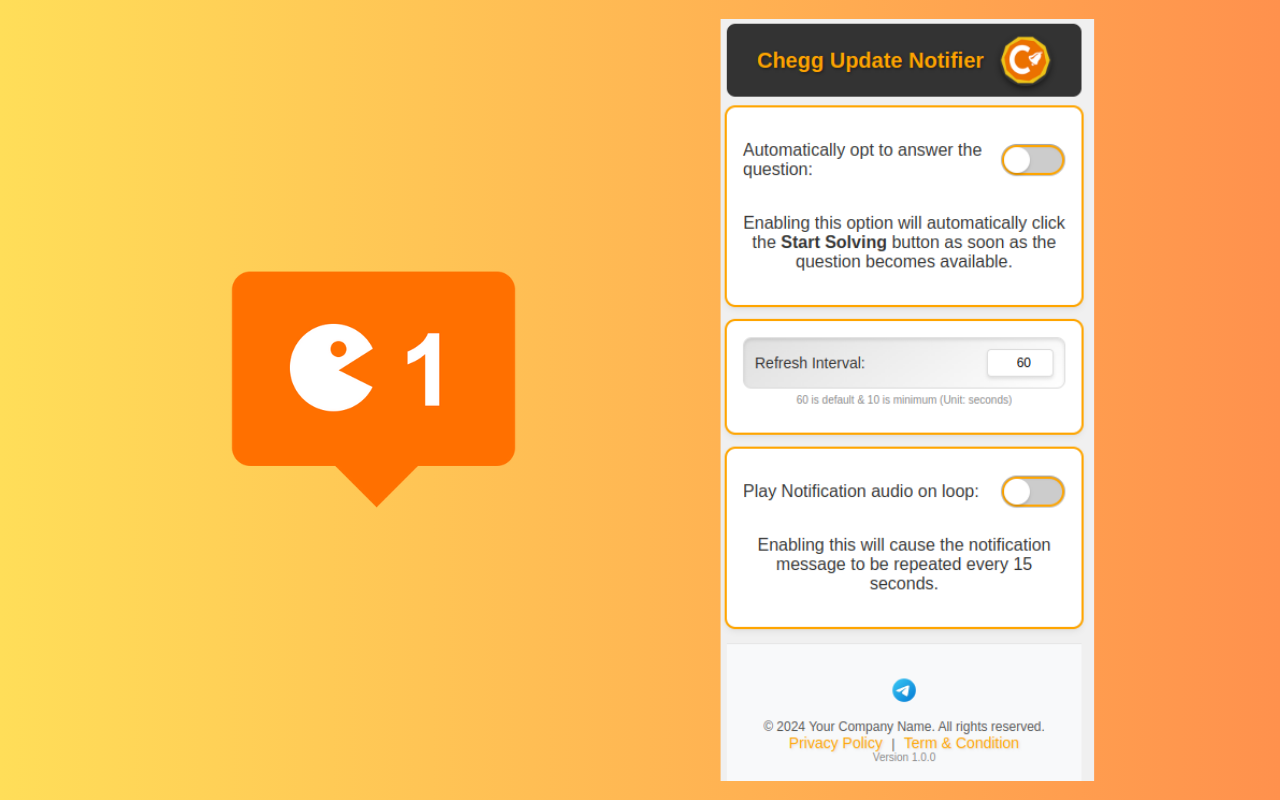 Chegg Update Notifier
Automatically opt to answer the
question:
Enabling this option will automatically click
the Start Solving button as soon as the
question becomes available.
1
Refresh Interval: 60
60 is default & 10 is minimum (Unit: seconds)
Play Notification audio on loop:
Enabling this will cause the notification
message to be repeated every 15
seconds.
© 2024 Your Company Name. All rights reserved.
Privacy Policy | Term & Condition
Version 1.0.0